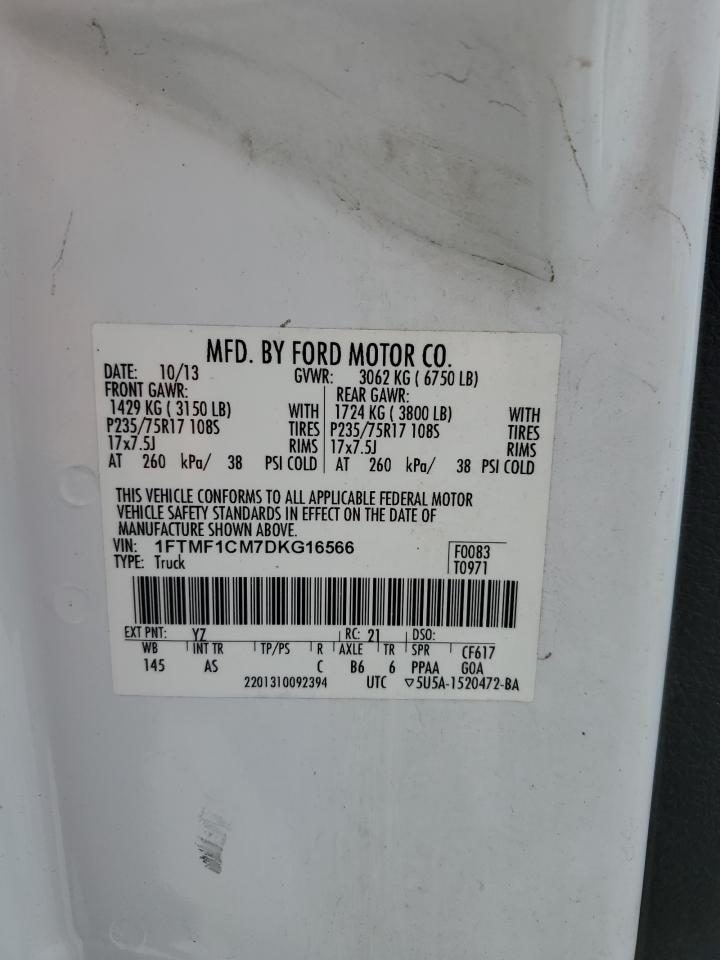 MFD. BY FORD MOTOR CO.
DATE: 10/13 GVWR: 3062 KG ( 6750 LB)
FRONT GAWR: REAR GAWR:
1429 KG ( 3150 LB) WITH 1724 KG ( 3800 LB) WITH
P235/75R17 108S TIRES P235/75R17 108S TIRES
17x7.5J RIMS 17x7.5J RIMS
AT 260 kPa/ 38 PSI COLD AT 260 kPa/ 38 PSI COLD
THIS VEHICLE CONFORMS TO ALL APPLICABLE FEDERAL MOTOR
VEHICLE SAFETY STANDARDS IN EFFECT ON THE DATE OF
MANUFACTURE SHOWN ABOVE.
VIN: 1FTMF1CM7DKG16566 F0083
TYPE: Truck T0971
EXT PNT: YZ RC: 21 DSO:
WB INT TR TP/PS R AXLE TR SPR CF617
145 AS C B6 6 PPAA GOA
2201310092394 UTC ▽5U5A-1520472-BA